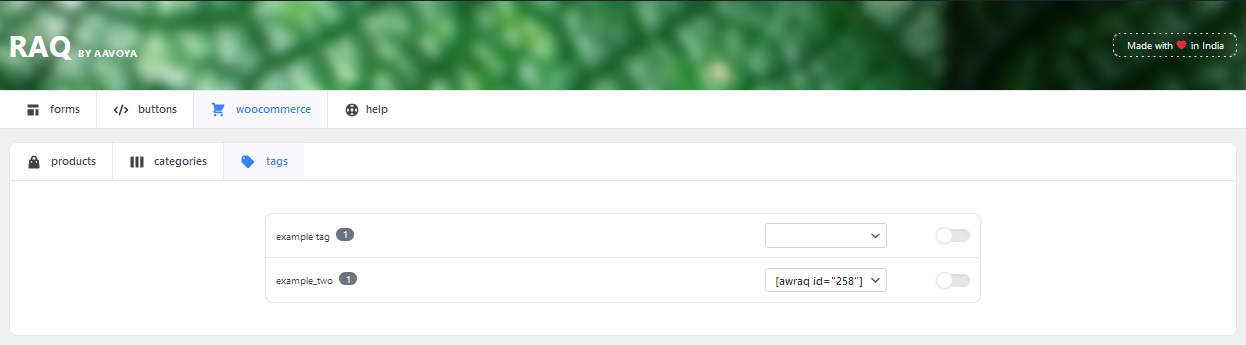 RAQ BY AAVOYA
Made with ❤ in India
forms
buttons
woocommerce
help
products
categories
tags
example tag 1
example_two 1
[awraq id="258"]